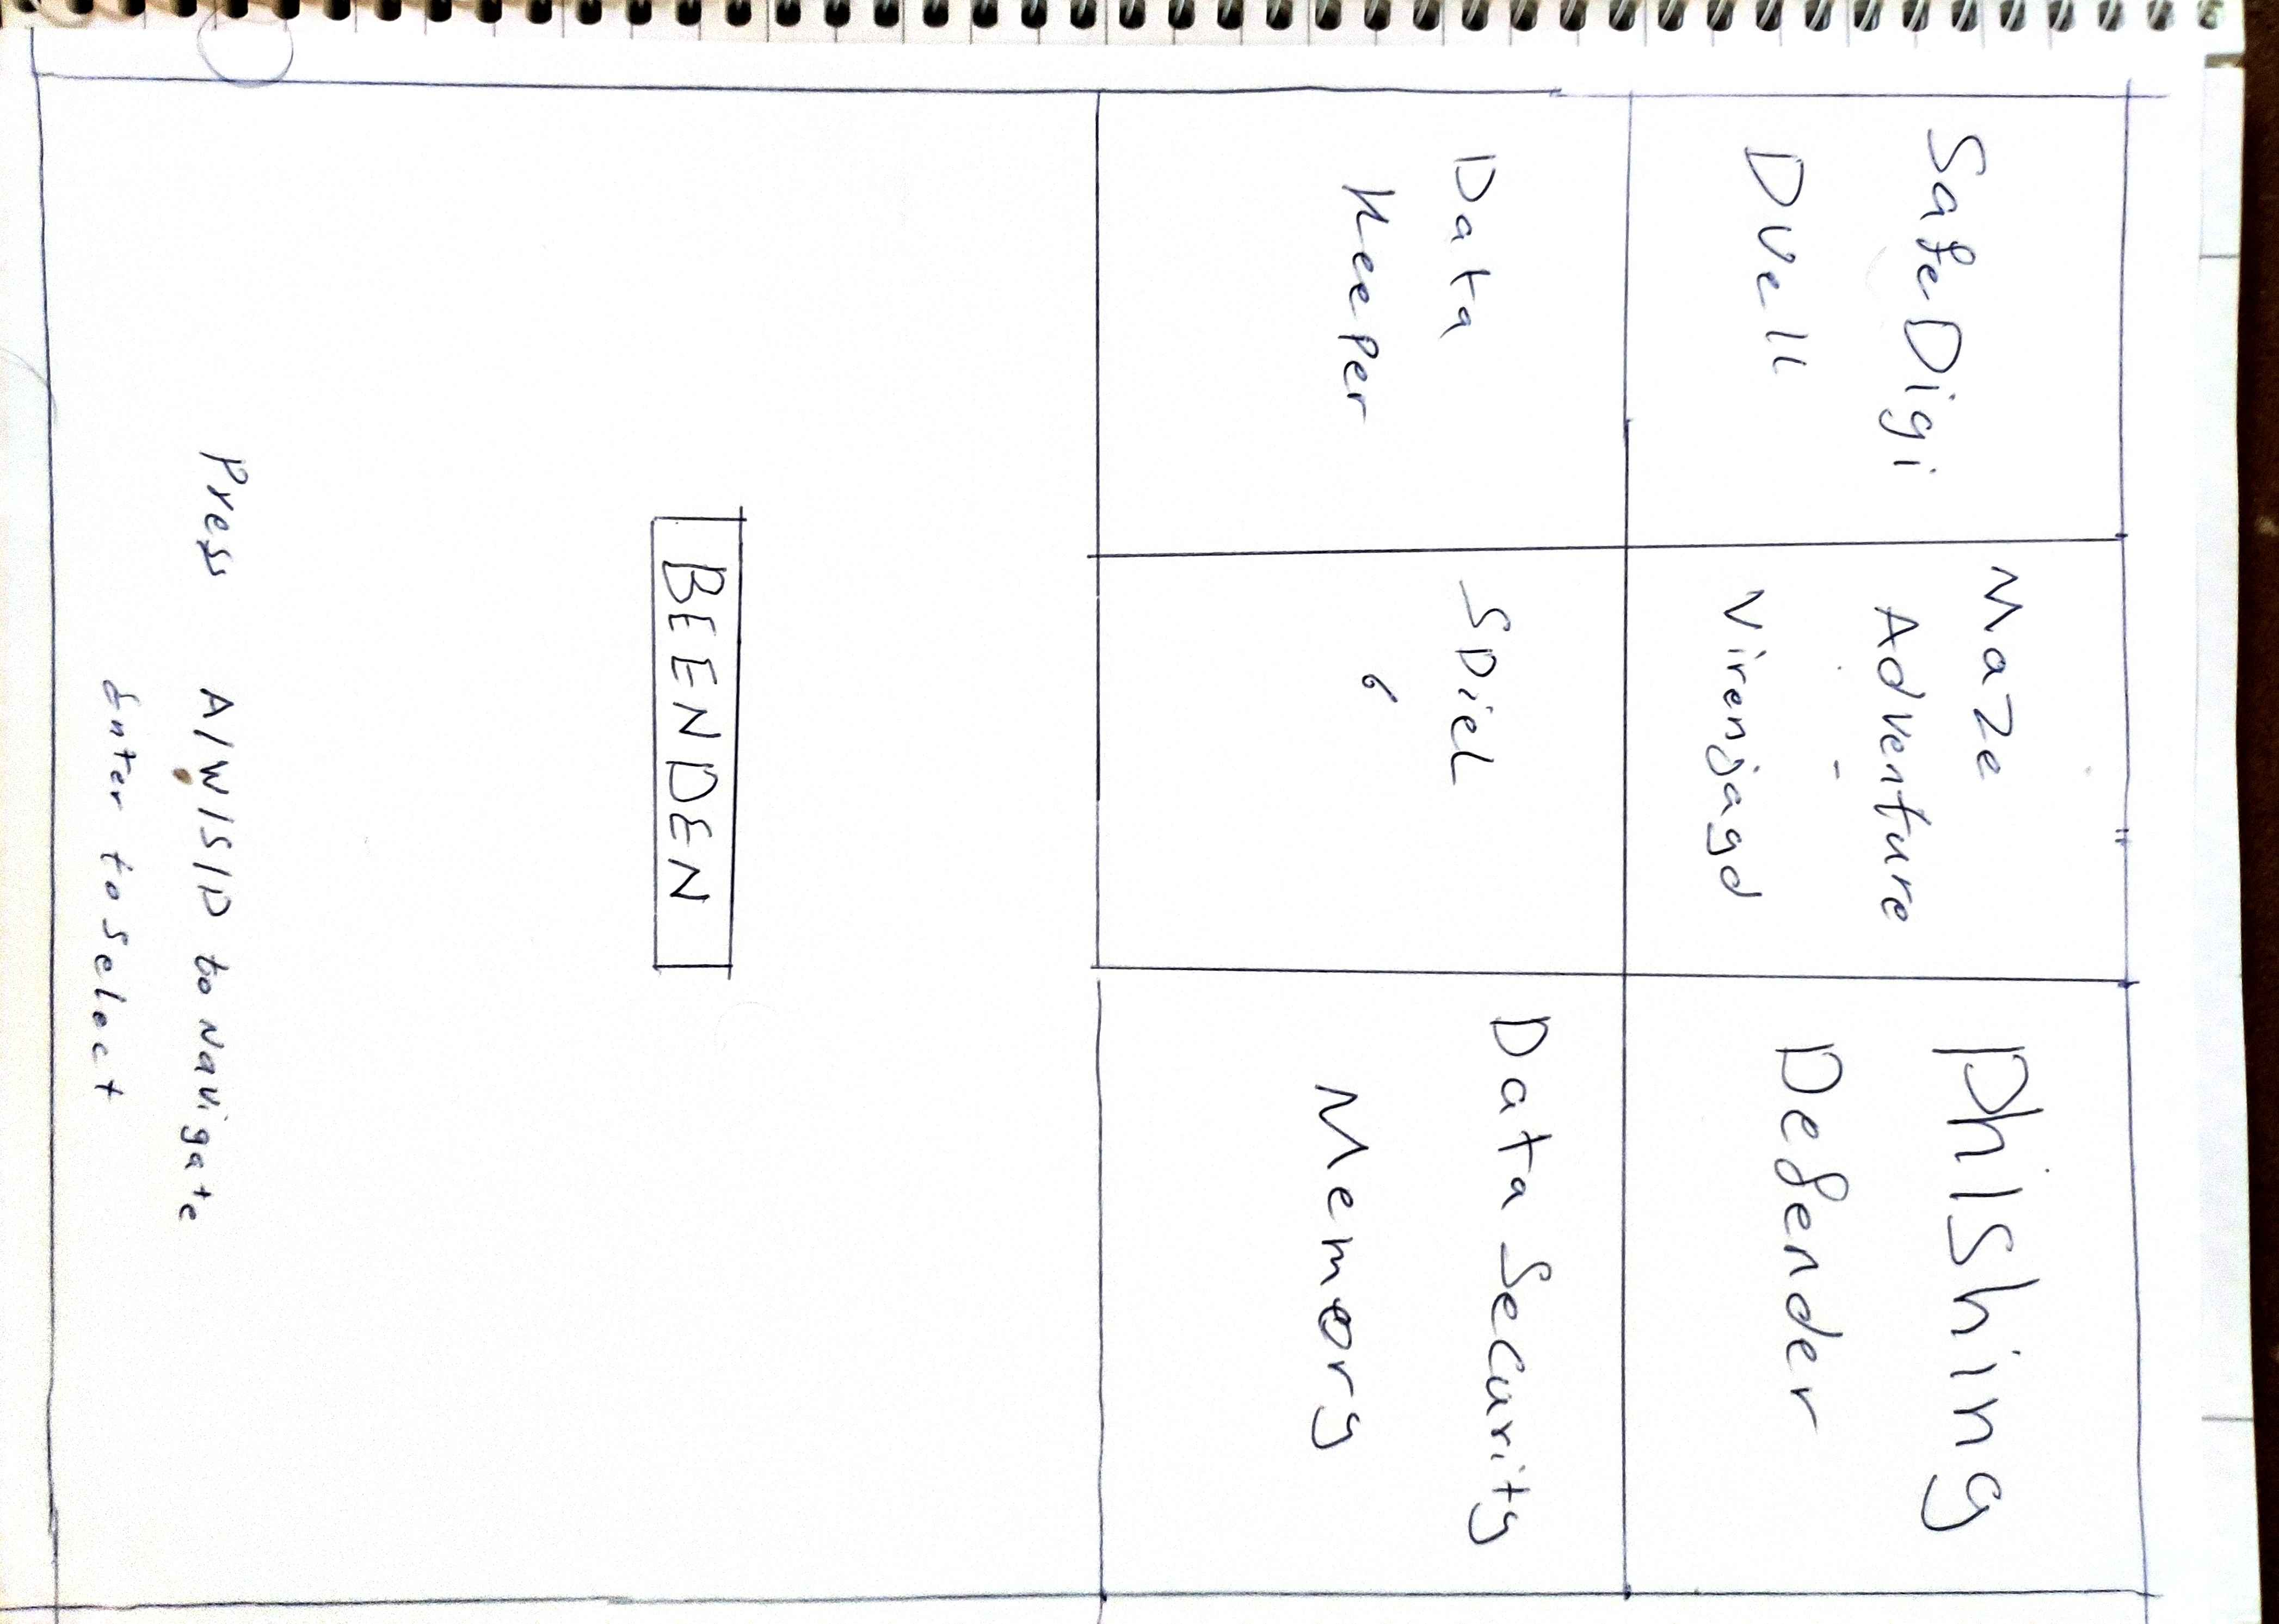 SafeDigi
Duell
Maze
Adventure
Virenjagd
Phishing
Defender
Data
Keeper
Spiel
6
Data Security
Memory
BEENDEN
Press A/W/S/D to Navigate
Enter to Select